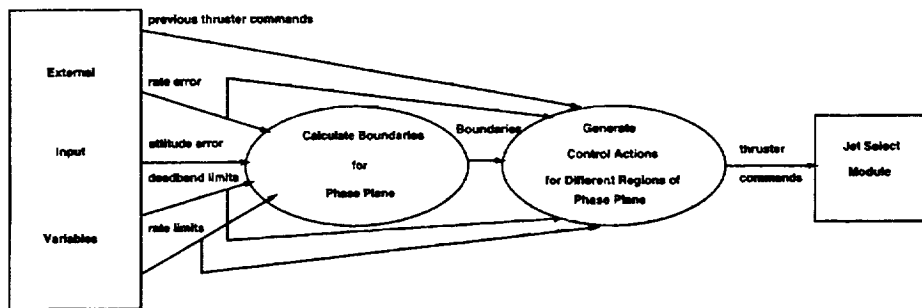 previous thruster commands
External
Input
Variables
rate error
attitude error
deadband limits
rate limits
Calculate Boundaries
for
Phase Plane
Boundaries
Generate
Control Actions
for Different Regions of
Phase Plane
thruster
commands
Jet Select
Module